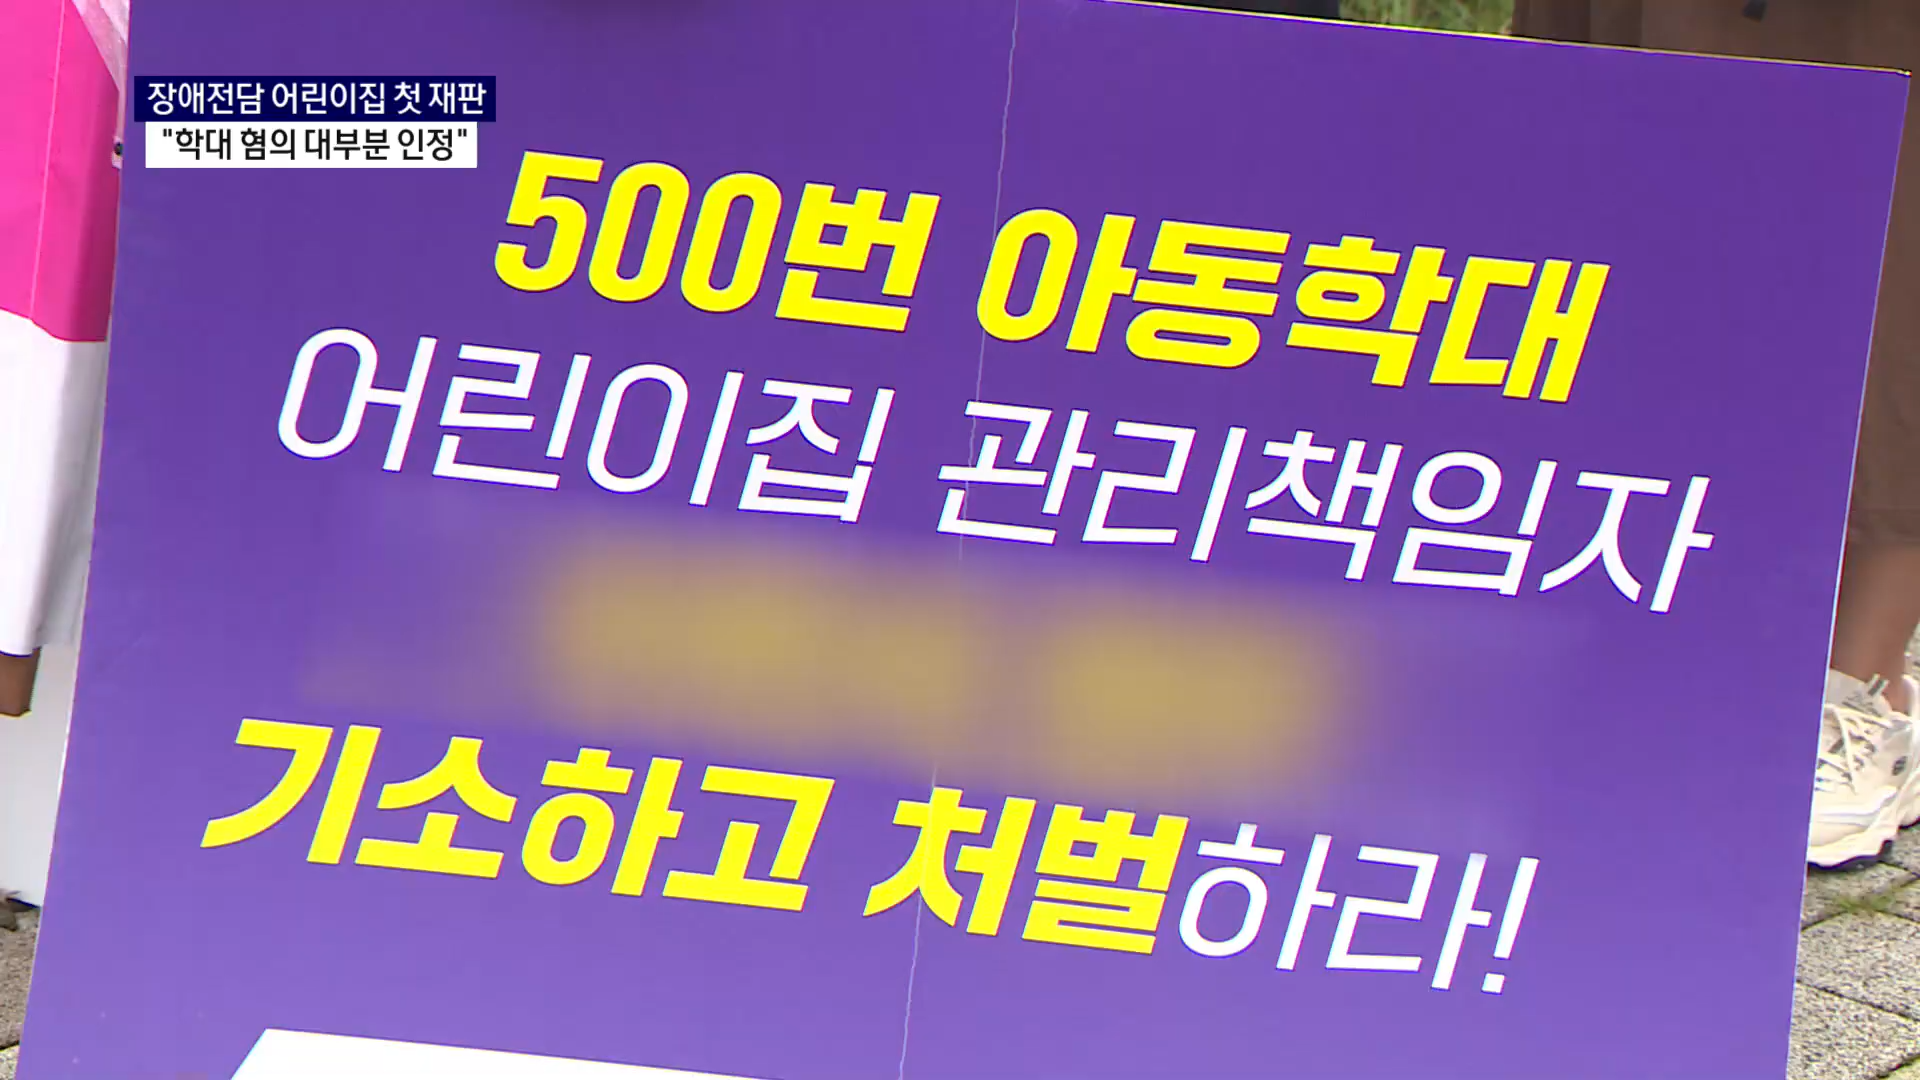 장애전담 어린이집 첫 재판
"학대 혐의 대부분 인정"
500번 아동학대
어린이집 관리책임자
기소하고 처벌하라!